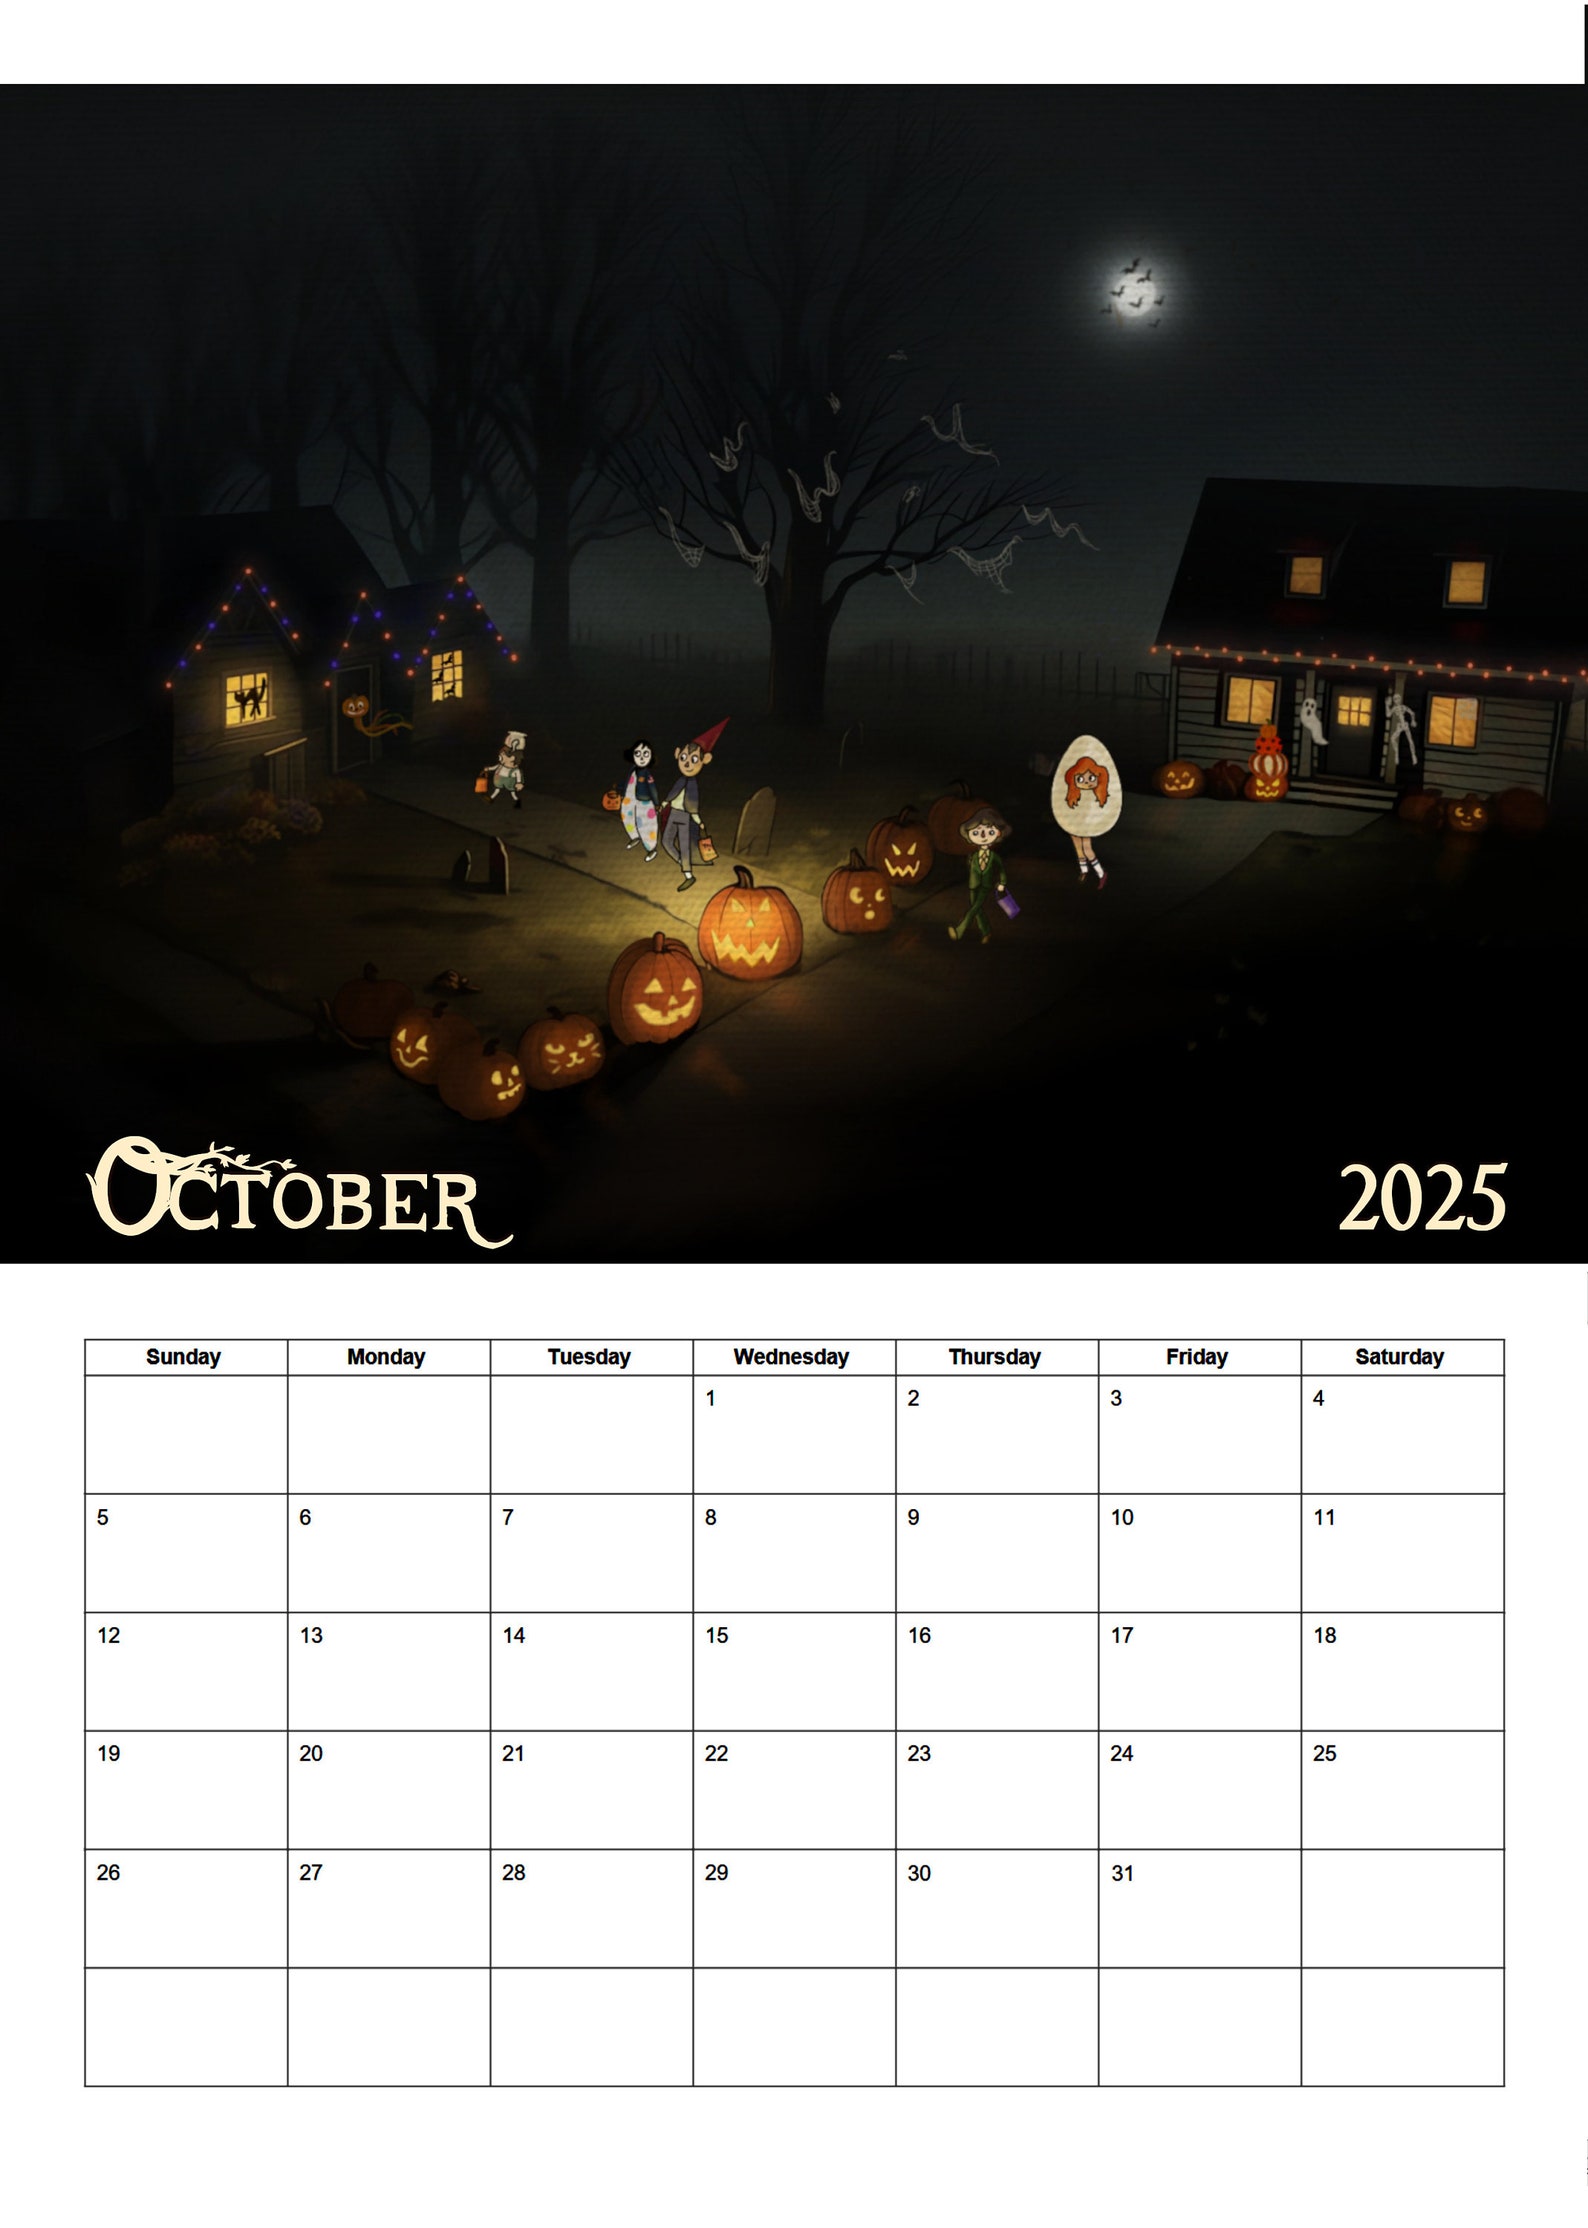 October 2025
Sunday Monday Tuesday Wednesday Thursday Friday Saturday
1 2 3 4
5 6 7 8 9 10 11
12 13 14 15 16 17 18
19 20 21 22 23 24 25
26 27 28 29 30 31